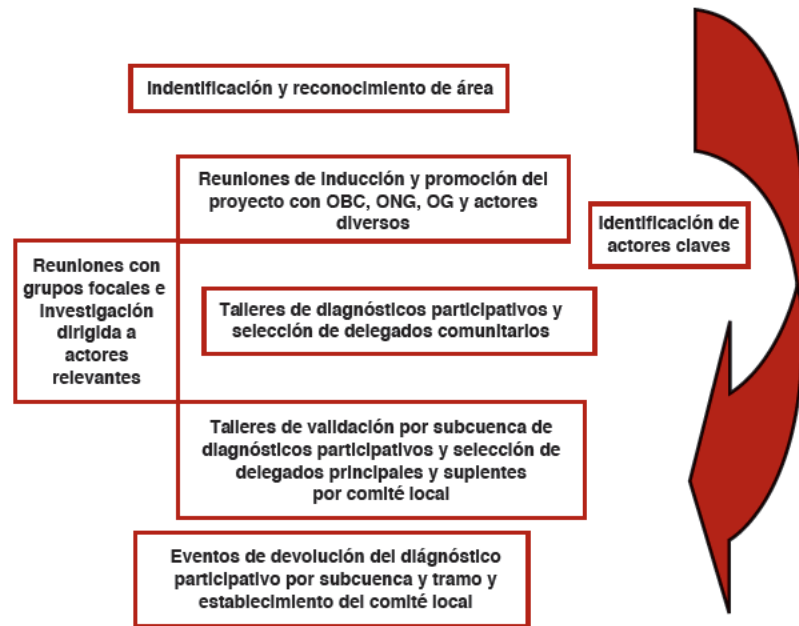 Indentificación y reconocimiento de área
Reuniones de inducción y promoción del
proyecto con OBC, ONG, OG y actores
diversos
Identificación de
actores claves
Reuniones con
grupos focales e
investigación
dirigida a
actores
relevantes
Talleres de diagnósticos participativos y
selección de delegados comunitarios
Talleres de validación por subcuenca de
diagnósticos participativos y selección de
delegados principales y suplentes
por comité local
Eventos de devolución del diágnóstico
participativo por subcuenca y tramo y
establecimiento del comité local